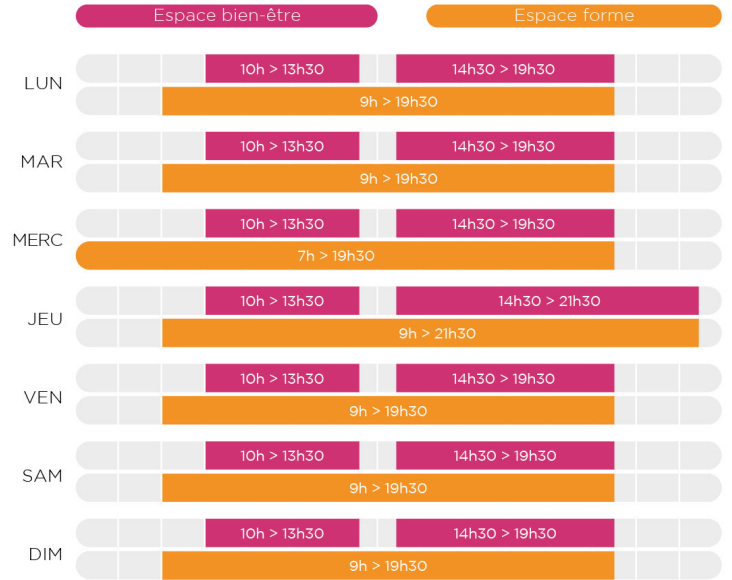 Espace bien-être
Espace forme
LUN
10h > 13h30
14h30 > 19h30
9h > 19h30
MAR
10h > 13h30
14h30 > 19h30
9h > 19h30
MERC
10h > 13h30
14h30 > 19h30
7h > 19h30
JEU
10h > 13h30
14h30 > 21h30
9h > 21h30
VEN
10h > 13h30
14h30 > 19h30
9h > 19h30
SAM
10h > 13h30
14h30 > 19h30
9h > 19h30
DIM
10h > 13h30
14h30 > 19h30
9h > 19h30